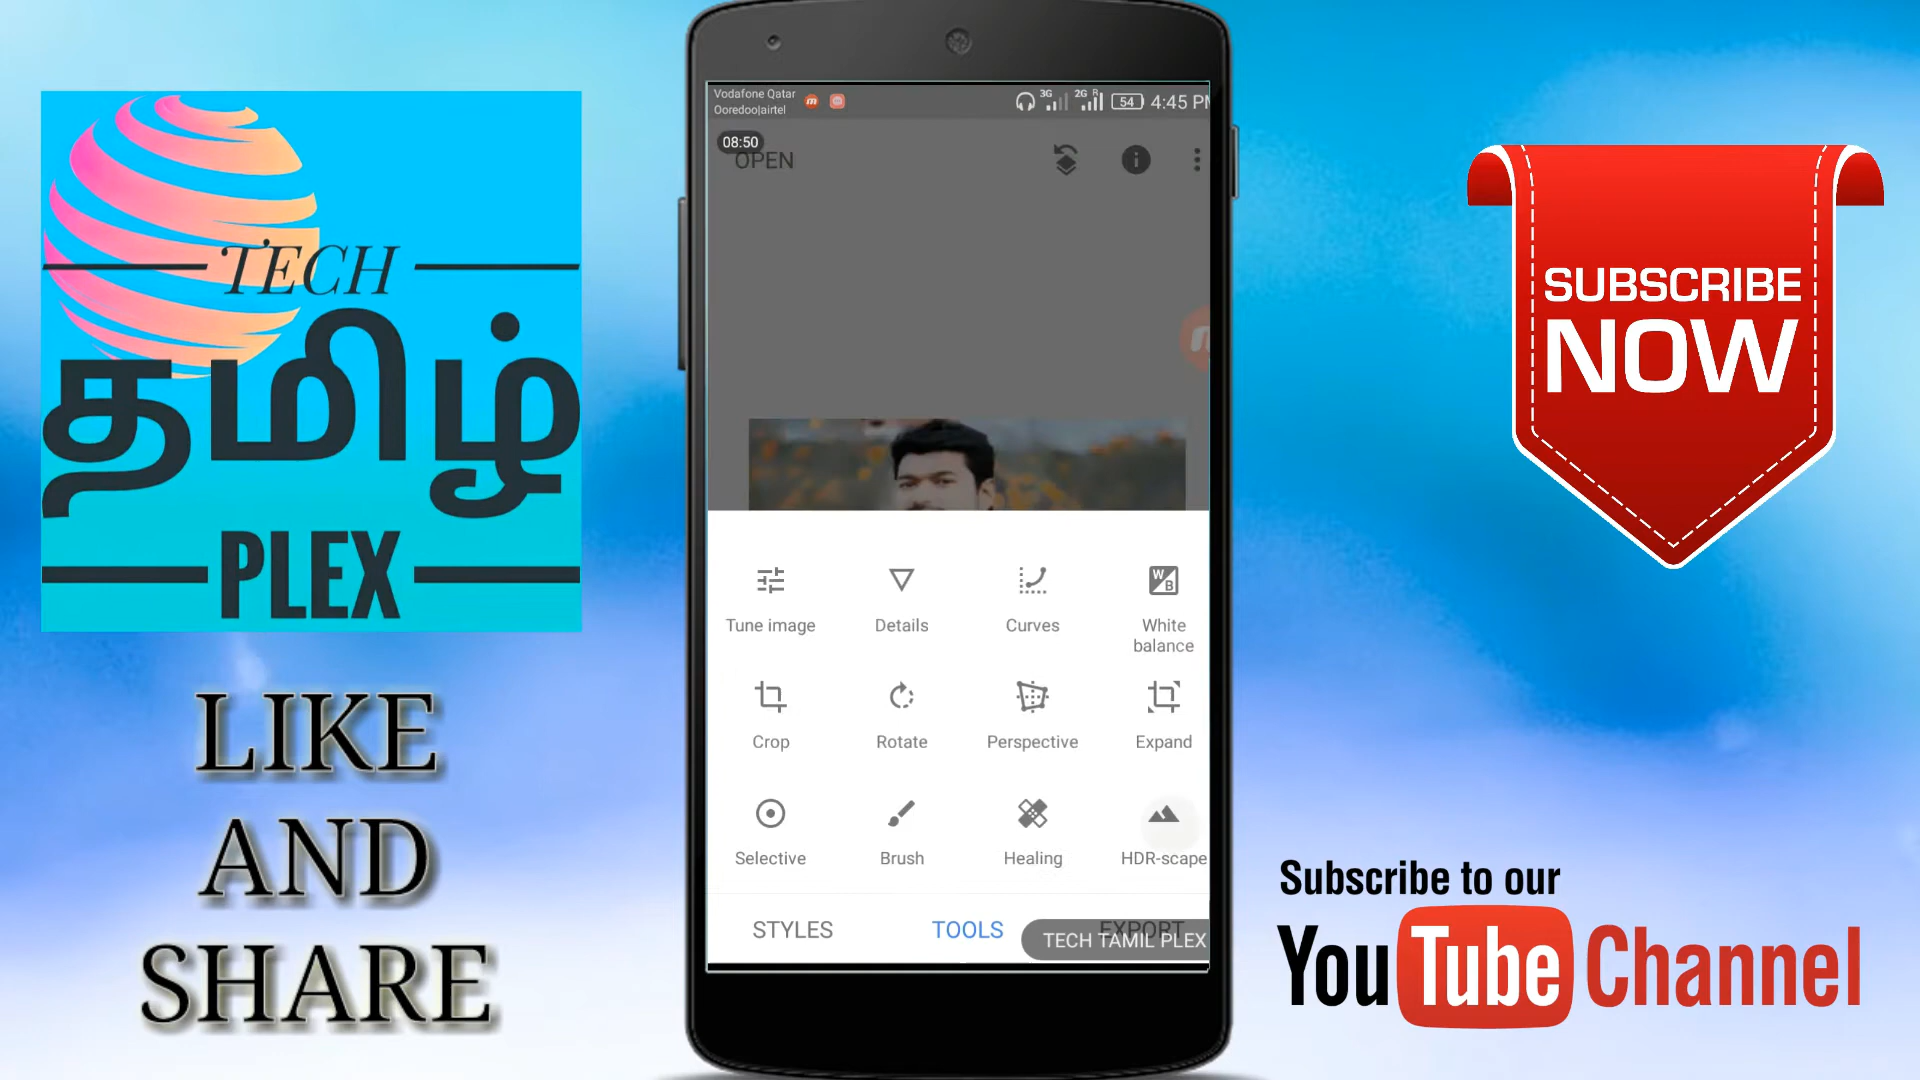 TECH
தமிழ்
PLEX
LIKE
AND
SHARE
Vodafone Qatar
Ooredoo|airtel
3G
2G R
54
4:45 PM
08:50
OPEN
Tune image
Details
Curves
White
balance
Crop
Rotate
Perspective
Expand
Selective
Brush
Healing
HDR-scape
STYLES
TOOLS
EXPORT
TECH TAMIL PLEX
SUBSCRIBE
NOW
Subscribe to our
YouTube Channel